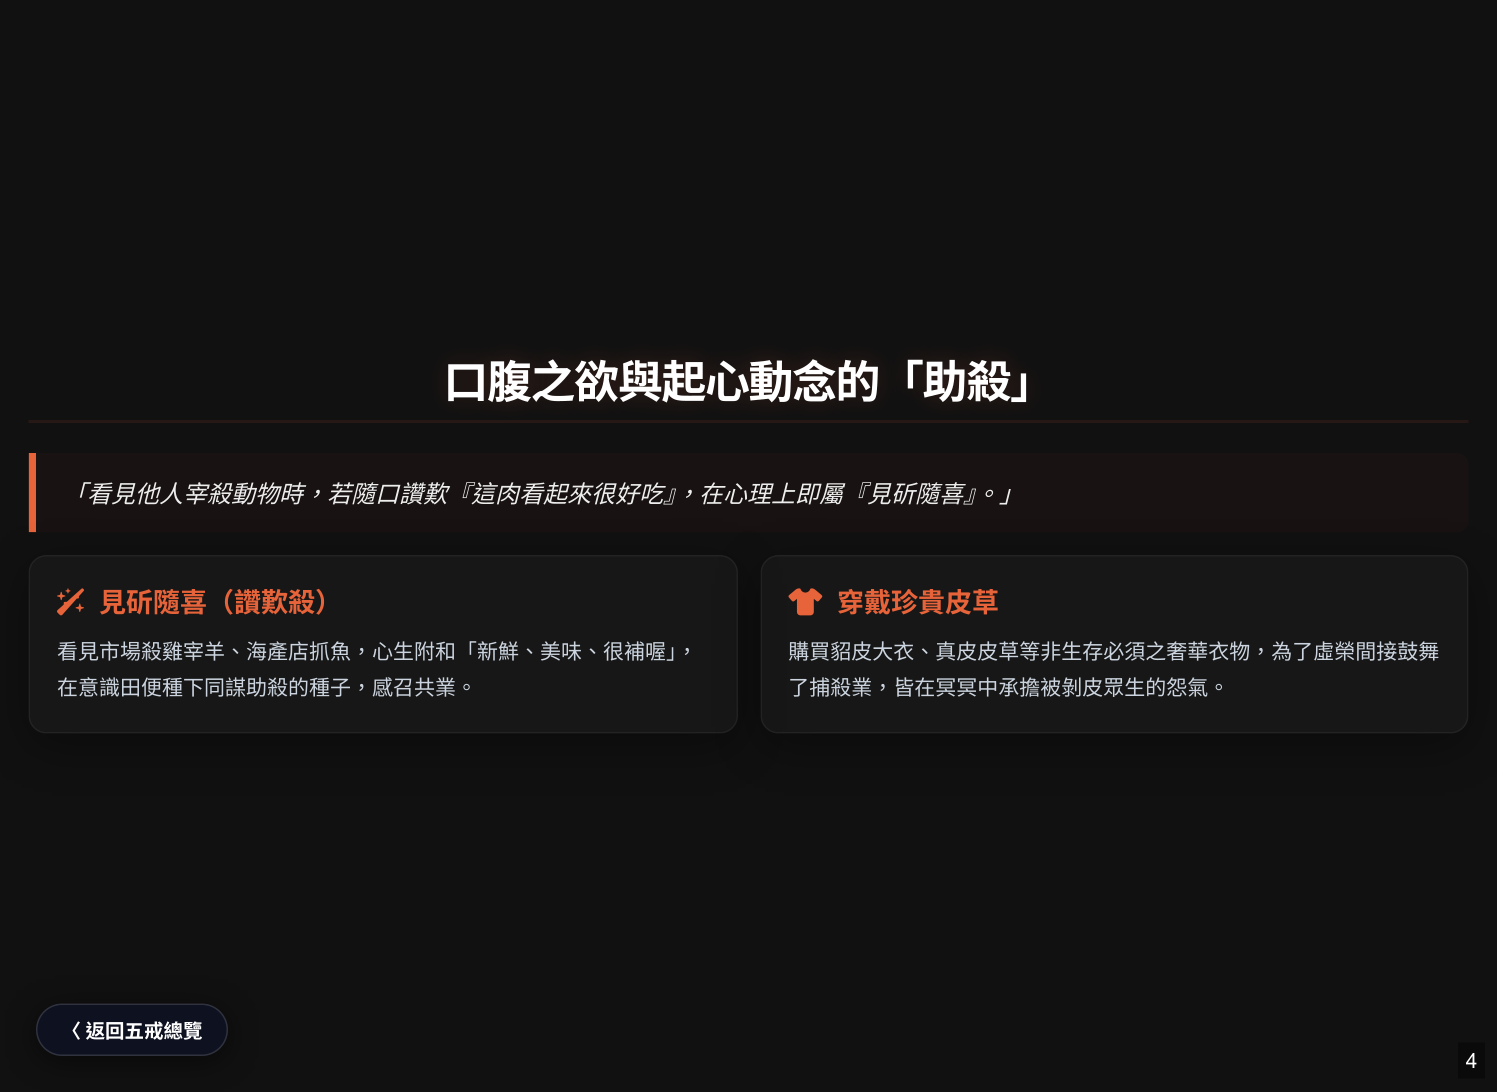 口腹之欲與起心動念的「助殺」
「看見他人宰殺動物時，若隨口讚歎『這肉看起來很好吃』，在心理上即屬『見斫隨喜』。」
見斫隨喜（讚歎殺）
看見市場殺雞宰羊、海產店抓魚，心生附和「新鮮、美味、很補喔」，
在意識田便種下同謀助殺的種子，感召共業。
穿戴珍貴皮草
購買貂皮大衣、真皮皮草等非生存必須之奢華衣物，為了虛榮間接鼓舞
了捕殺業，皆在冥冥中承擔被剝皮眾生的怨氣。
〈 返回五戒總覽
4